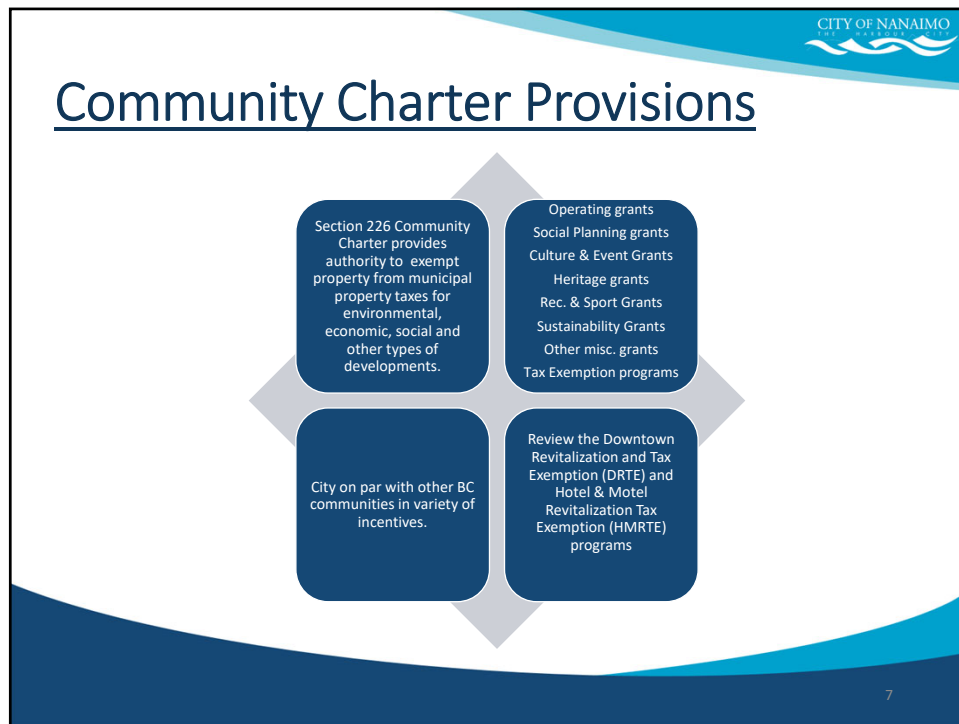 CITY OF NANAIMO
THE HARBOUR CITY
Community Charter Provisions
Section 226 Community
Charter provides
authority to exempt
property from municipal
property taxes for
environmental,
economic, social and
other types of
developments.
Operating grants
Social Planning grants
Culture & Event Grants
Heritage grants
Rec. & Sport Grants
Sustainability Grants
Other misc. grants
Tax Exemption programs
City on par with other BC
communities in variety of
incentives.
Review the Downtown
Revitalization and Tax
Exemption (DRTE) and
Hotel & Motel
Revitalization Tax
Exemption (HMRTE)
programs
7